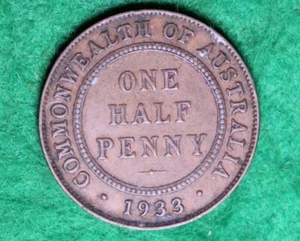 COMMONWEALTH OF AUSTRALIA
ONE
HALF
PENNY
· 1933 ·